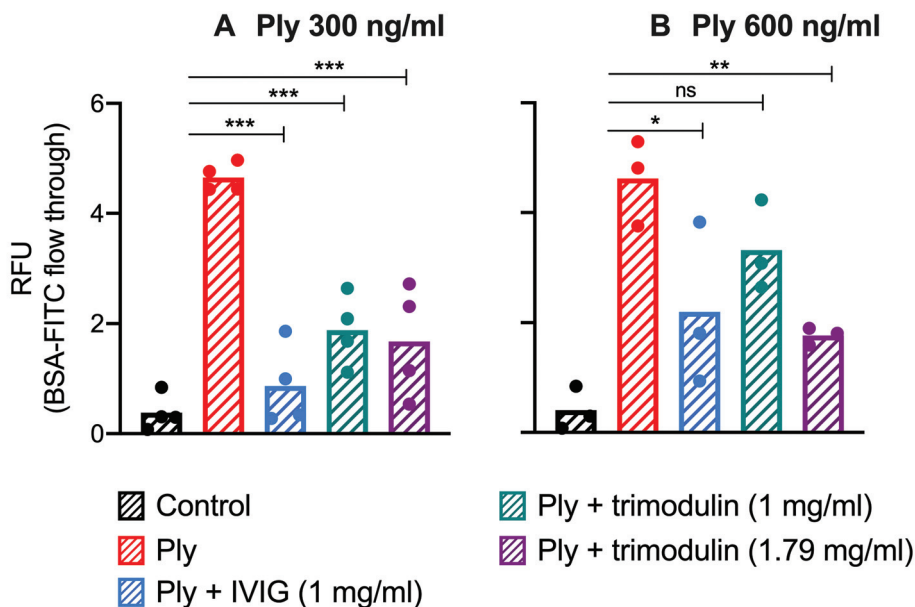 A Ply 300 ng/ml
B Ply 600 ng/ml
***
**
***
ns
***
*
6
4
2
0
RFU
(BSA-FITC flow through)
Control
Ply
Ply + IVIG (1 mg/ml)
Ply + trimodulin (1 mg/ml)
Ply + trimodulin (1.79 mg/ml)